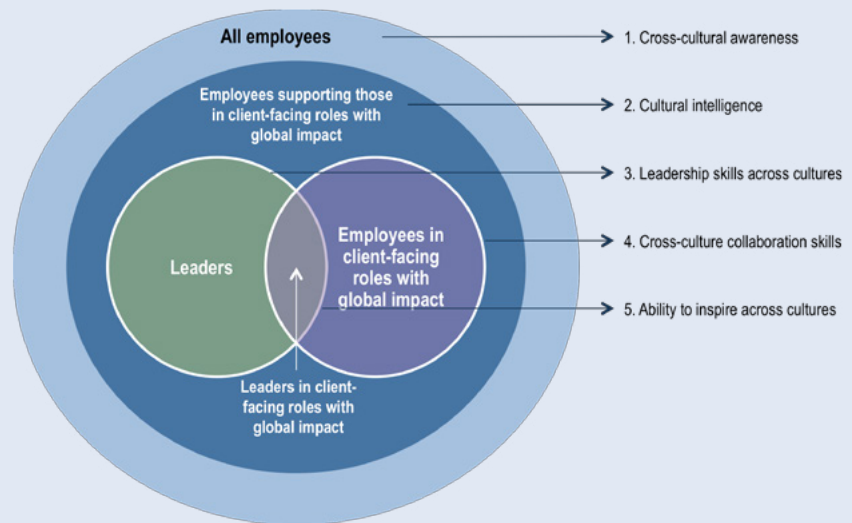 All employees
1. Cross-cultural awareness
Employees supporting those
in client-facing roles with
global impact
2. Cultural intelligence
3. Leadership skills across cultures
Leaders
Employees in
client-facing
roles with
global impact
4. Cross-culture collaboration skills
5. Ability to inspire across cultures
Leaders in client-
facing roles with
global impact